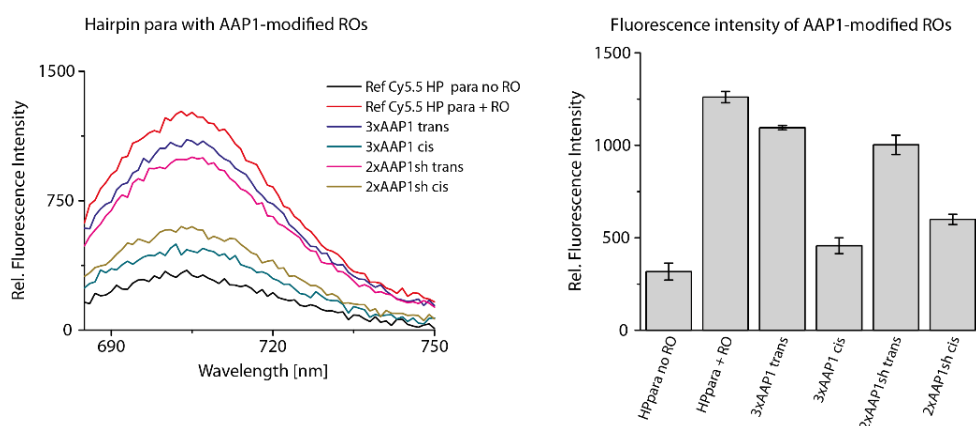 Hairpin para with AAP1-modified ROs
Rel. Fluorescence Intensity
1500
750
0
690
720
750
Wavelength [nm]
Ref Cy5.5 HP para no RO
Ref Cy5.5 HP para + RO
3xAAP1 trans
3xAAP1 cis
2xAAP1sh trans
2xAAP1sh cis
Fluorescence intensity of AAP1-modified ROs
Rel. Fluorescence Intensity
1500
1000
500
0
HPpara no RO
HPpara + RO
3xAAP1 trans
3xAAP1 cis
2xAAP1sh trans
2xAAP1sh cis